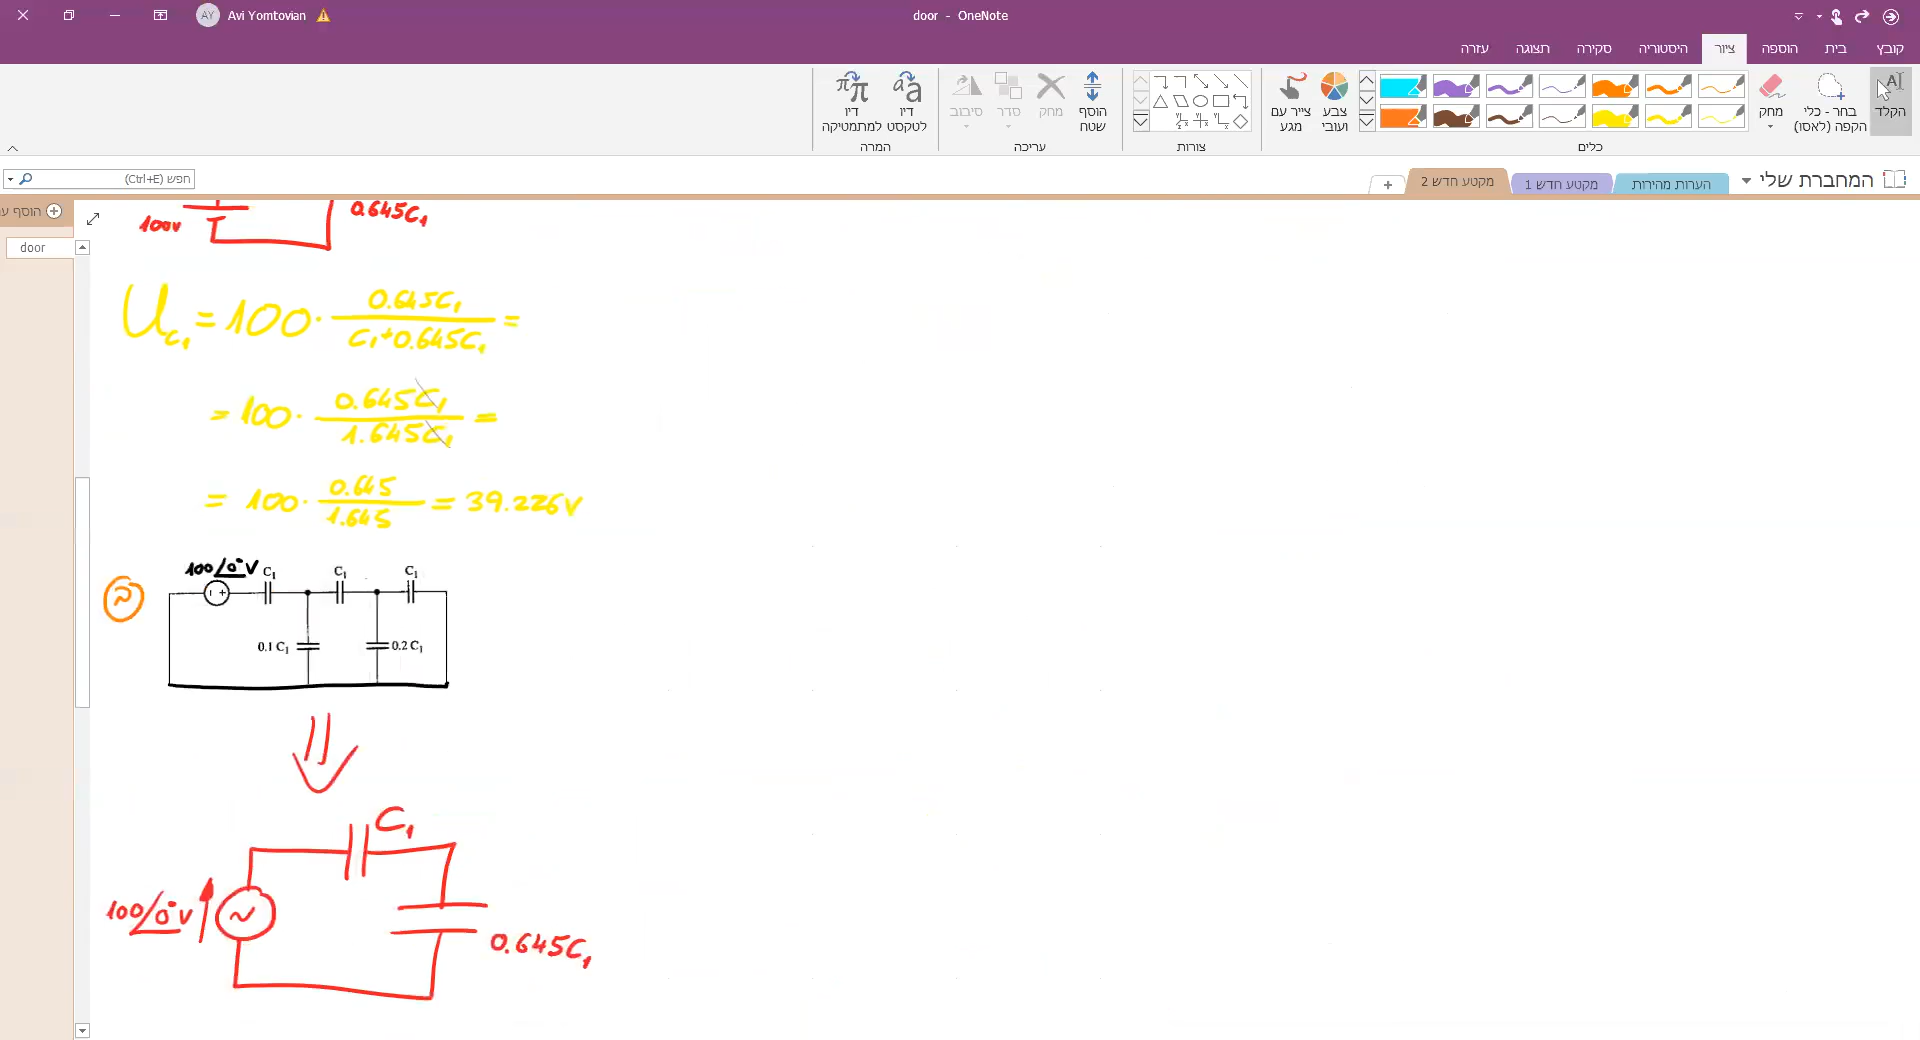 AY Avi Yomtovian
door - OneNote
קובץ בית הוספה ציור היסטוריה סקירה תצוגה עזרה
הקלד
בחר - כלי הקפה (לאסו)
מחק
כלים
צבע ועובי
צייר עם מגע
צורות
הוסף שטח
מחק
סדר
סיבוב
עריכה
דיו לטקסט
דיו למתמטיקה
המרה
המחברת שלי
הערות מהירות
מקטע חדש 1
מקטע חדש 2
+
חפש (Ctrl+E)
הוסף
door
100v
0.645C₁
U_C₁ = 100 · 0.645C₁ / C₁+0.645C₁ =
= 100 · 0.645C₁ / 1.645C₁ =
= 100 · 0.645 / 1.645 = 39.226v
100/0°V
C₁ C₁ C₁
- +
0.1 C₁
0.2 C₁
C₁
100/0°V
~
0.645C₁